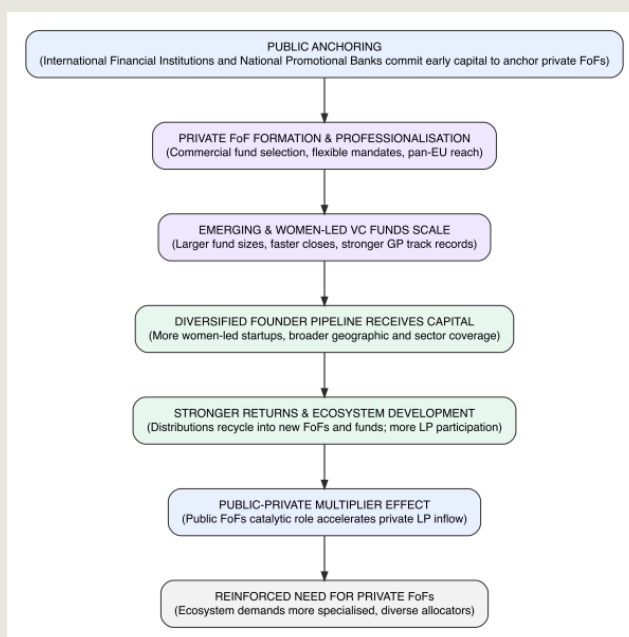 PUBLIC ANCHORING
(International Financial Institutions and National Promotional Banks commit early capital to anchor private FoFs)
PRIVATE FoF FORMATION & PROFESSIONALISATION
(Commercial fund selection, flexible mandates, pan-EU reach)
EMERGING & WOMEN-LED VC FUNDS SCALE
(Larger fund sizes, faster closes, stronger GP track records)
DIVERSIFIED FOUNDER PIPELINE RECEIVES CAPITAL
(More women-led startups, broader geographic and sector coverage)
STRONGER RETURNS & ECOSYSTEM DEVELOPMENT
(Distributions recycle into new FoFs and funds; more LP participation)
PUBLIC-PRIVATE MULTIPLIER EFFECT
(Public FoFs catalytic role accelerates private LP inflow)
REINFORCED NEED FOR PRIVATE FoFs
(Ecosystem demands more specialised, diverse allocators)